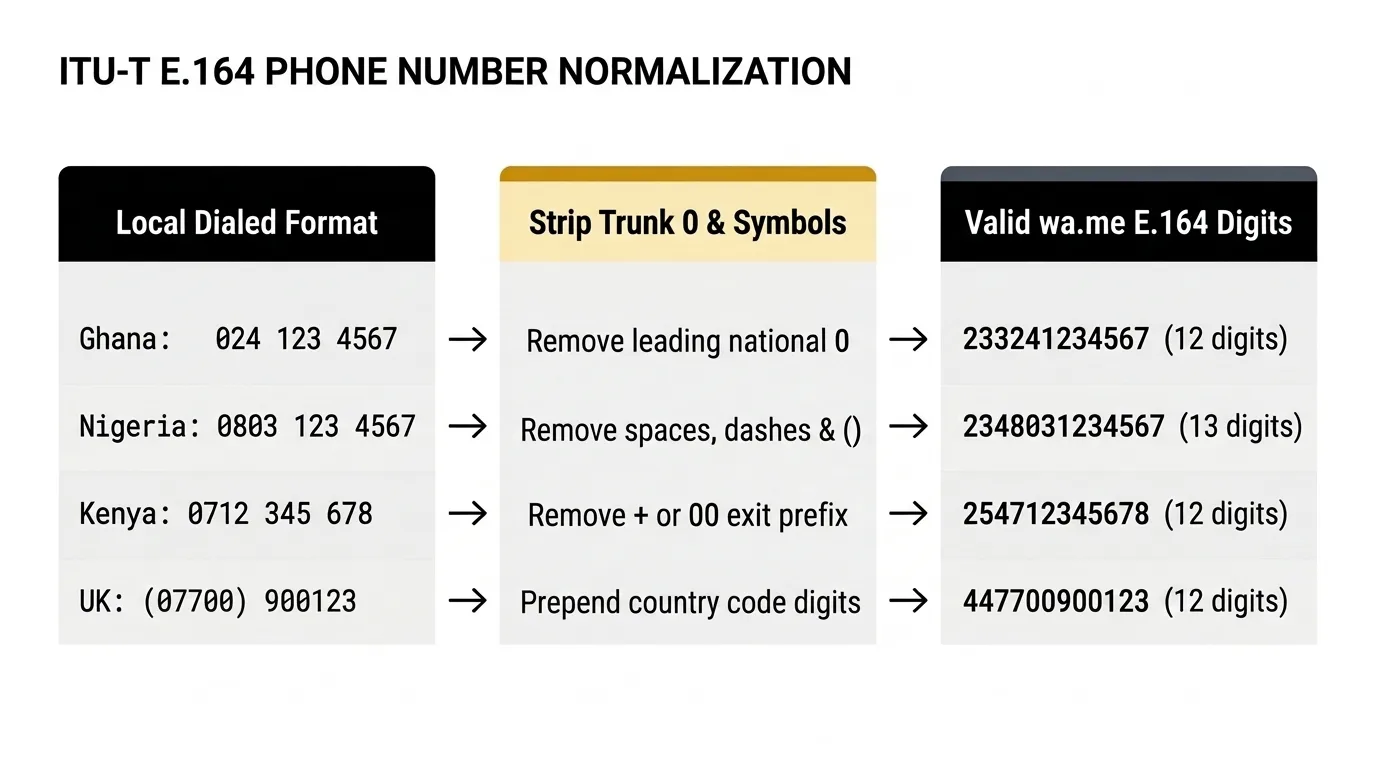 ITU-T E.164 PHONE NUMBER NORMALIZATION
Local Dialed Format → Strip Trunk 0 & Symbols → Valid wa.me E.164 Digits
Ghana: 024 123 4567 → Remove leading national 0 → 233241234567 (12 digits)
Nigeria: 0803 123 4567 → Remove spaces, dashes & () → 2348031234567 (13 digits)
Kenya: 0712 345 678 → Remove + or 00 exit prefix → 254712345678 (12 digits)
UK: (07700) 900123 → Prepend country code digits → 447700900123 (12 digits)